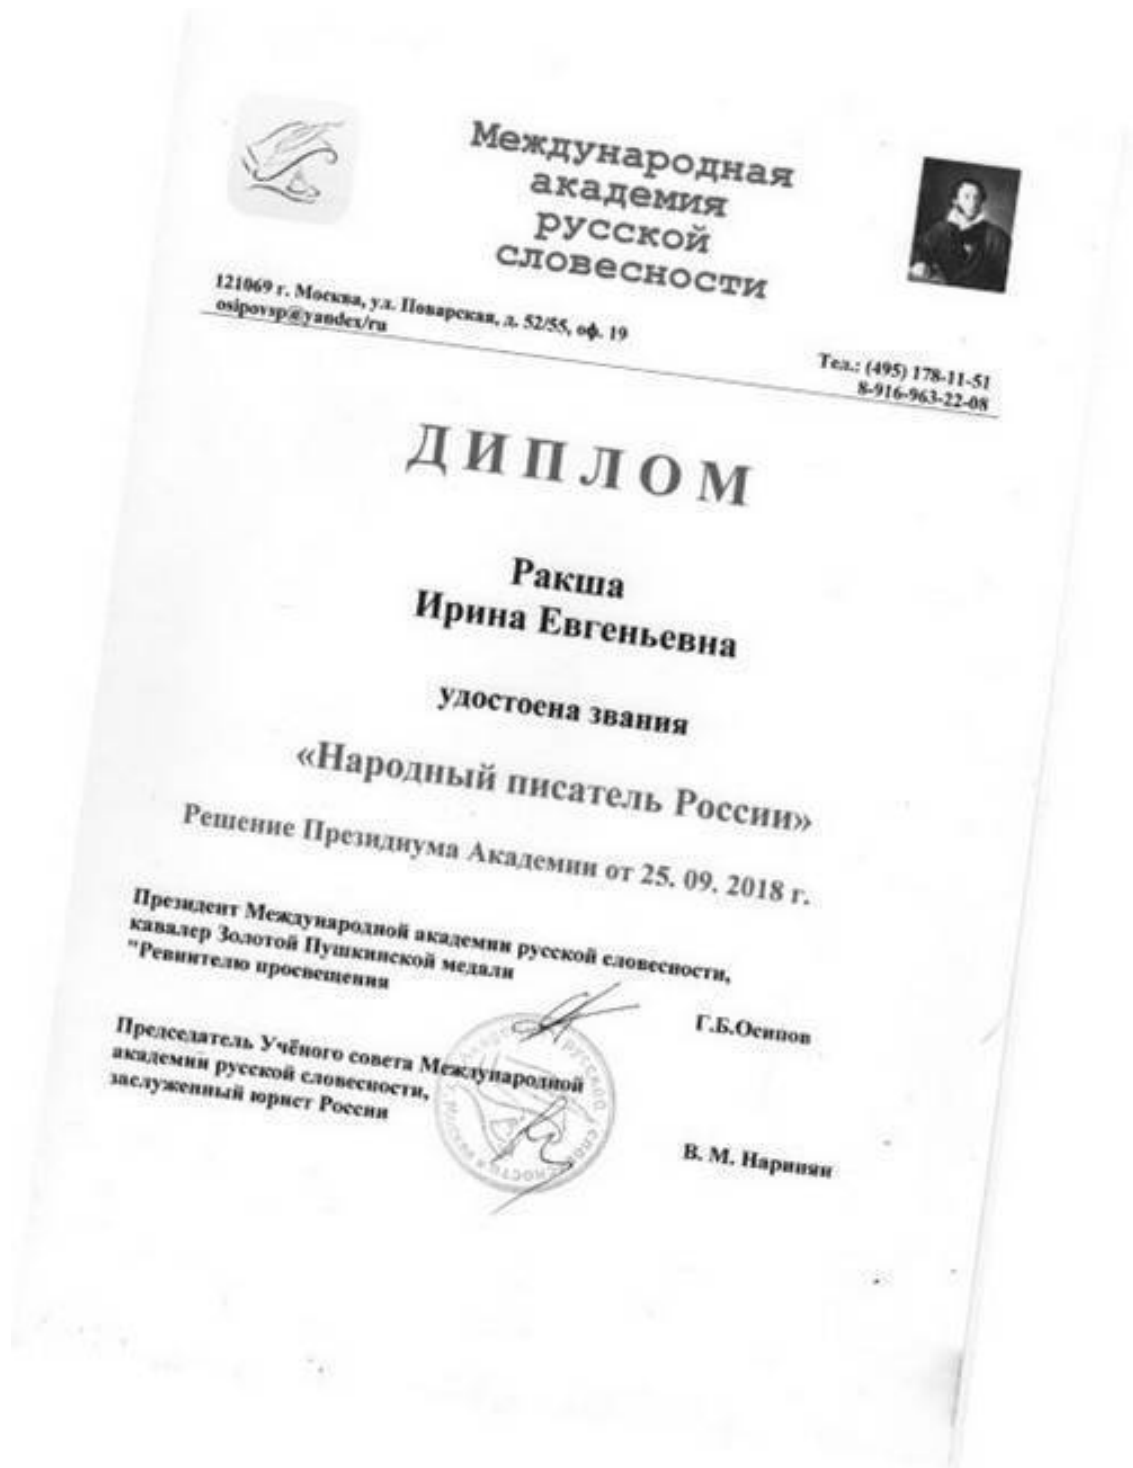 Международная
академия
русской
словесности
121069 г. Москва, ул. Поварская, д. 52/55, оф. 19
osipovsp@yandex/ru
Тел.: (495) 178-11-51
8-916-963-22-08
ДИПЛОМ
Ракша
Ирина Евгеньевна
удостоена звания
«Народный писатель России»
Решение Президиума Академии от 25. 09. 2018 г.
Президент Международной академии русской словесности,
кавалер Золотой Пушкинской медали
"Ревнителю просвещения
Г.Б.Осипов
Председатель Учёного совета Международной
академии русской словесности,
заслуженный юрист России
В. М. Наринян